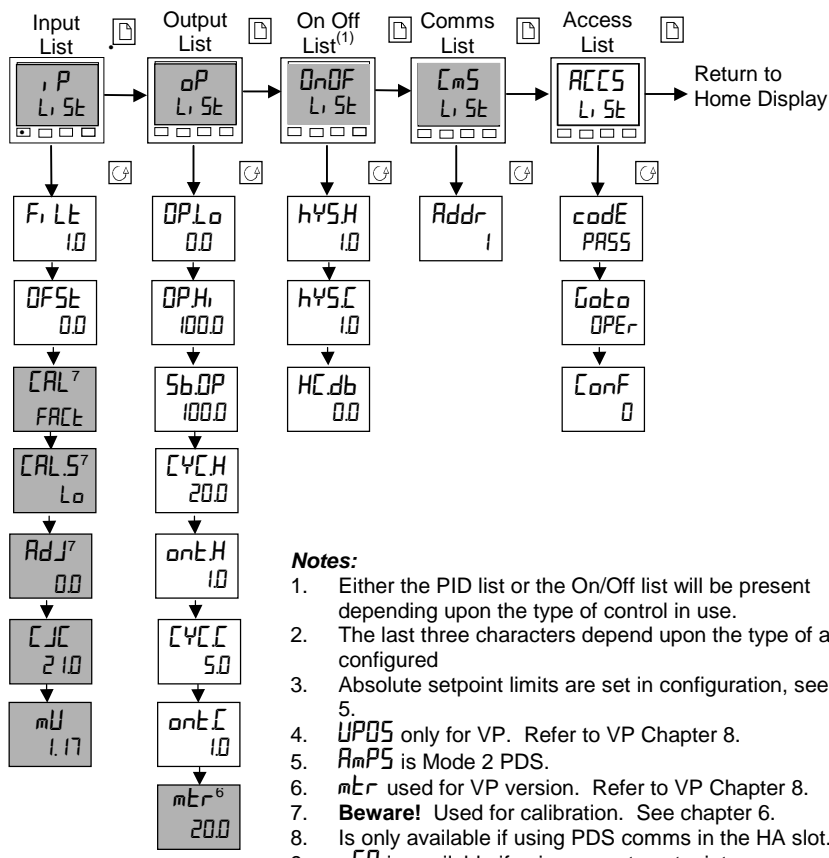 Input List
Output List
On Off List(1)
Comms List
Access List
iP LiSt
oP LiSt
OnOF LiSt
CmS LiSt
ACCS LiSt
Return to Home Display
FiLt 1.0
OFSt 0.0
CAL7 FACt
CAL.S7 Lo
AdJ7 0.0
CJC 21.0
mV 1.17
OP.Lo 0.0
OP.Hi 100.0
Sb.OP 100.0
CYC.H 20.0
ont.H 1.0
CYC.C 5.0
ont.C 1.0
mtr6 20.0
hYS.H 1.0
hYS.C 1.0
HC.db 0.0
Addr 1
codE PASS
Goto OPEr
ConF 0
Notes:
1. Either the PID list or the On/Off list will be present
depending upon the type of control in use.
2. The last three characters depend upon the type of a
configured
3. Absolute setpoint limits are set in configuration, see
5.
4. VPOS only for VP. Refer to VP Chapter 8.
5. AmPS is Mode 2 PDS.
6. mtr used for VP version. Refer to VP Chapter 8.
7. Beware! Used for calibration. See chapter 6.
8. Is only available if using PDS comms in the HA slot.